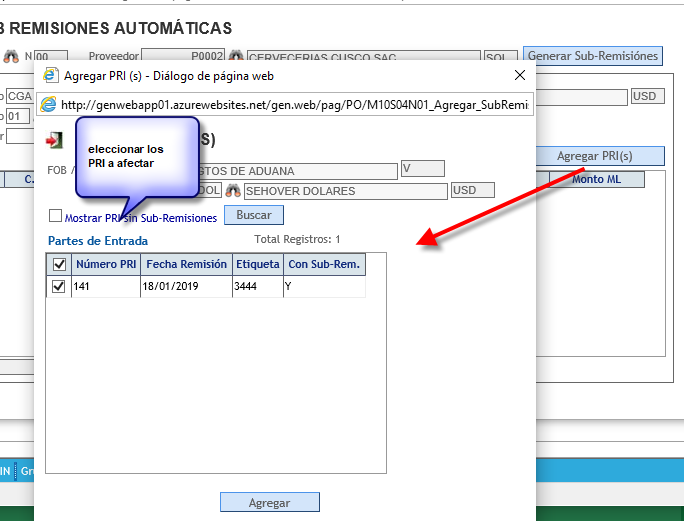 B REMISIONES AUTOMÁTICAS
N 00 Proveedor P0002 CERVECERIAS CUSCO SAC SOL Generar Sub-Remisiónes
Agregar PRI (s) - Diálogo de página web
http://genwebapp01.azurewebsites.net/gen.web/pag/PO/M10S04N01_Agregar_SubRemi
CGA USD
01
eleccionar los
PRI a afectar
S)
Agregar PRI(s)
FOB / STOS DE ADUANA V
C. Monto ML
DOL SEHOVER DOLARES USD
Mostrar PRI sin Sub-Remisiones Buscar
Partes de Entrada Total Registros: 1
Número PRI Fecha Remisión Etiqueta Con Sub-Rem.
141 18/01/2019 3444 Y
IN Gru
Agregar